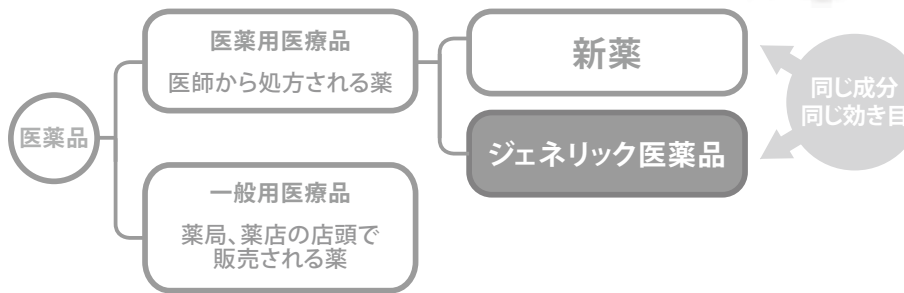 医薬品
医薬用医療品
医師から処方される薬
一般用医療品
薬局、薬店の店頭で
販売される薬
新薬
ジェネリック医薬品
同じ成分
同じ効き目